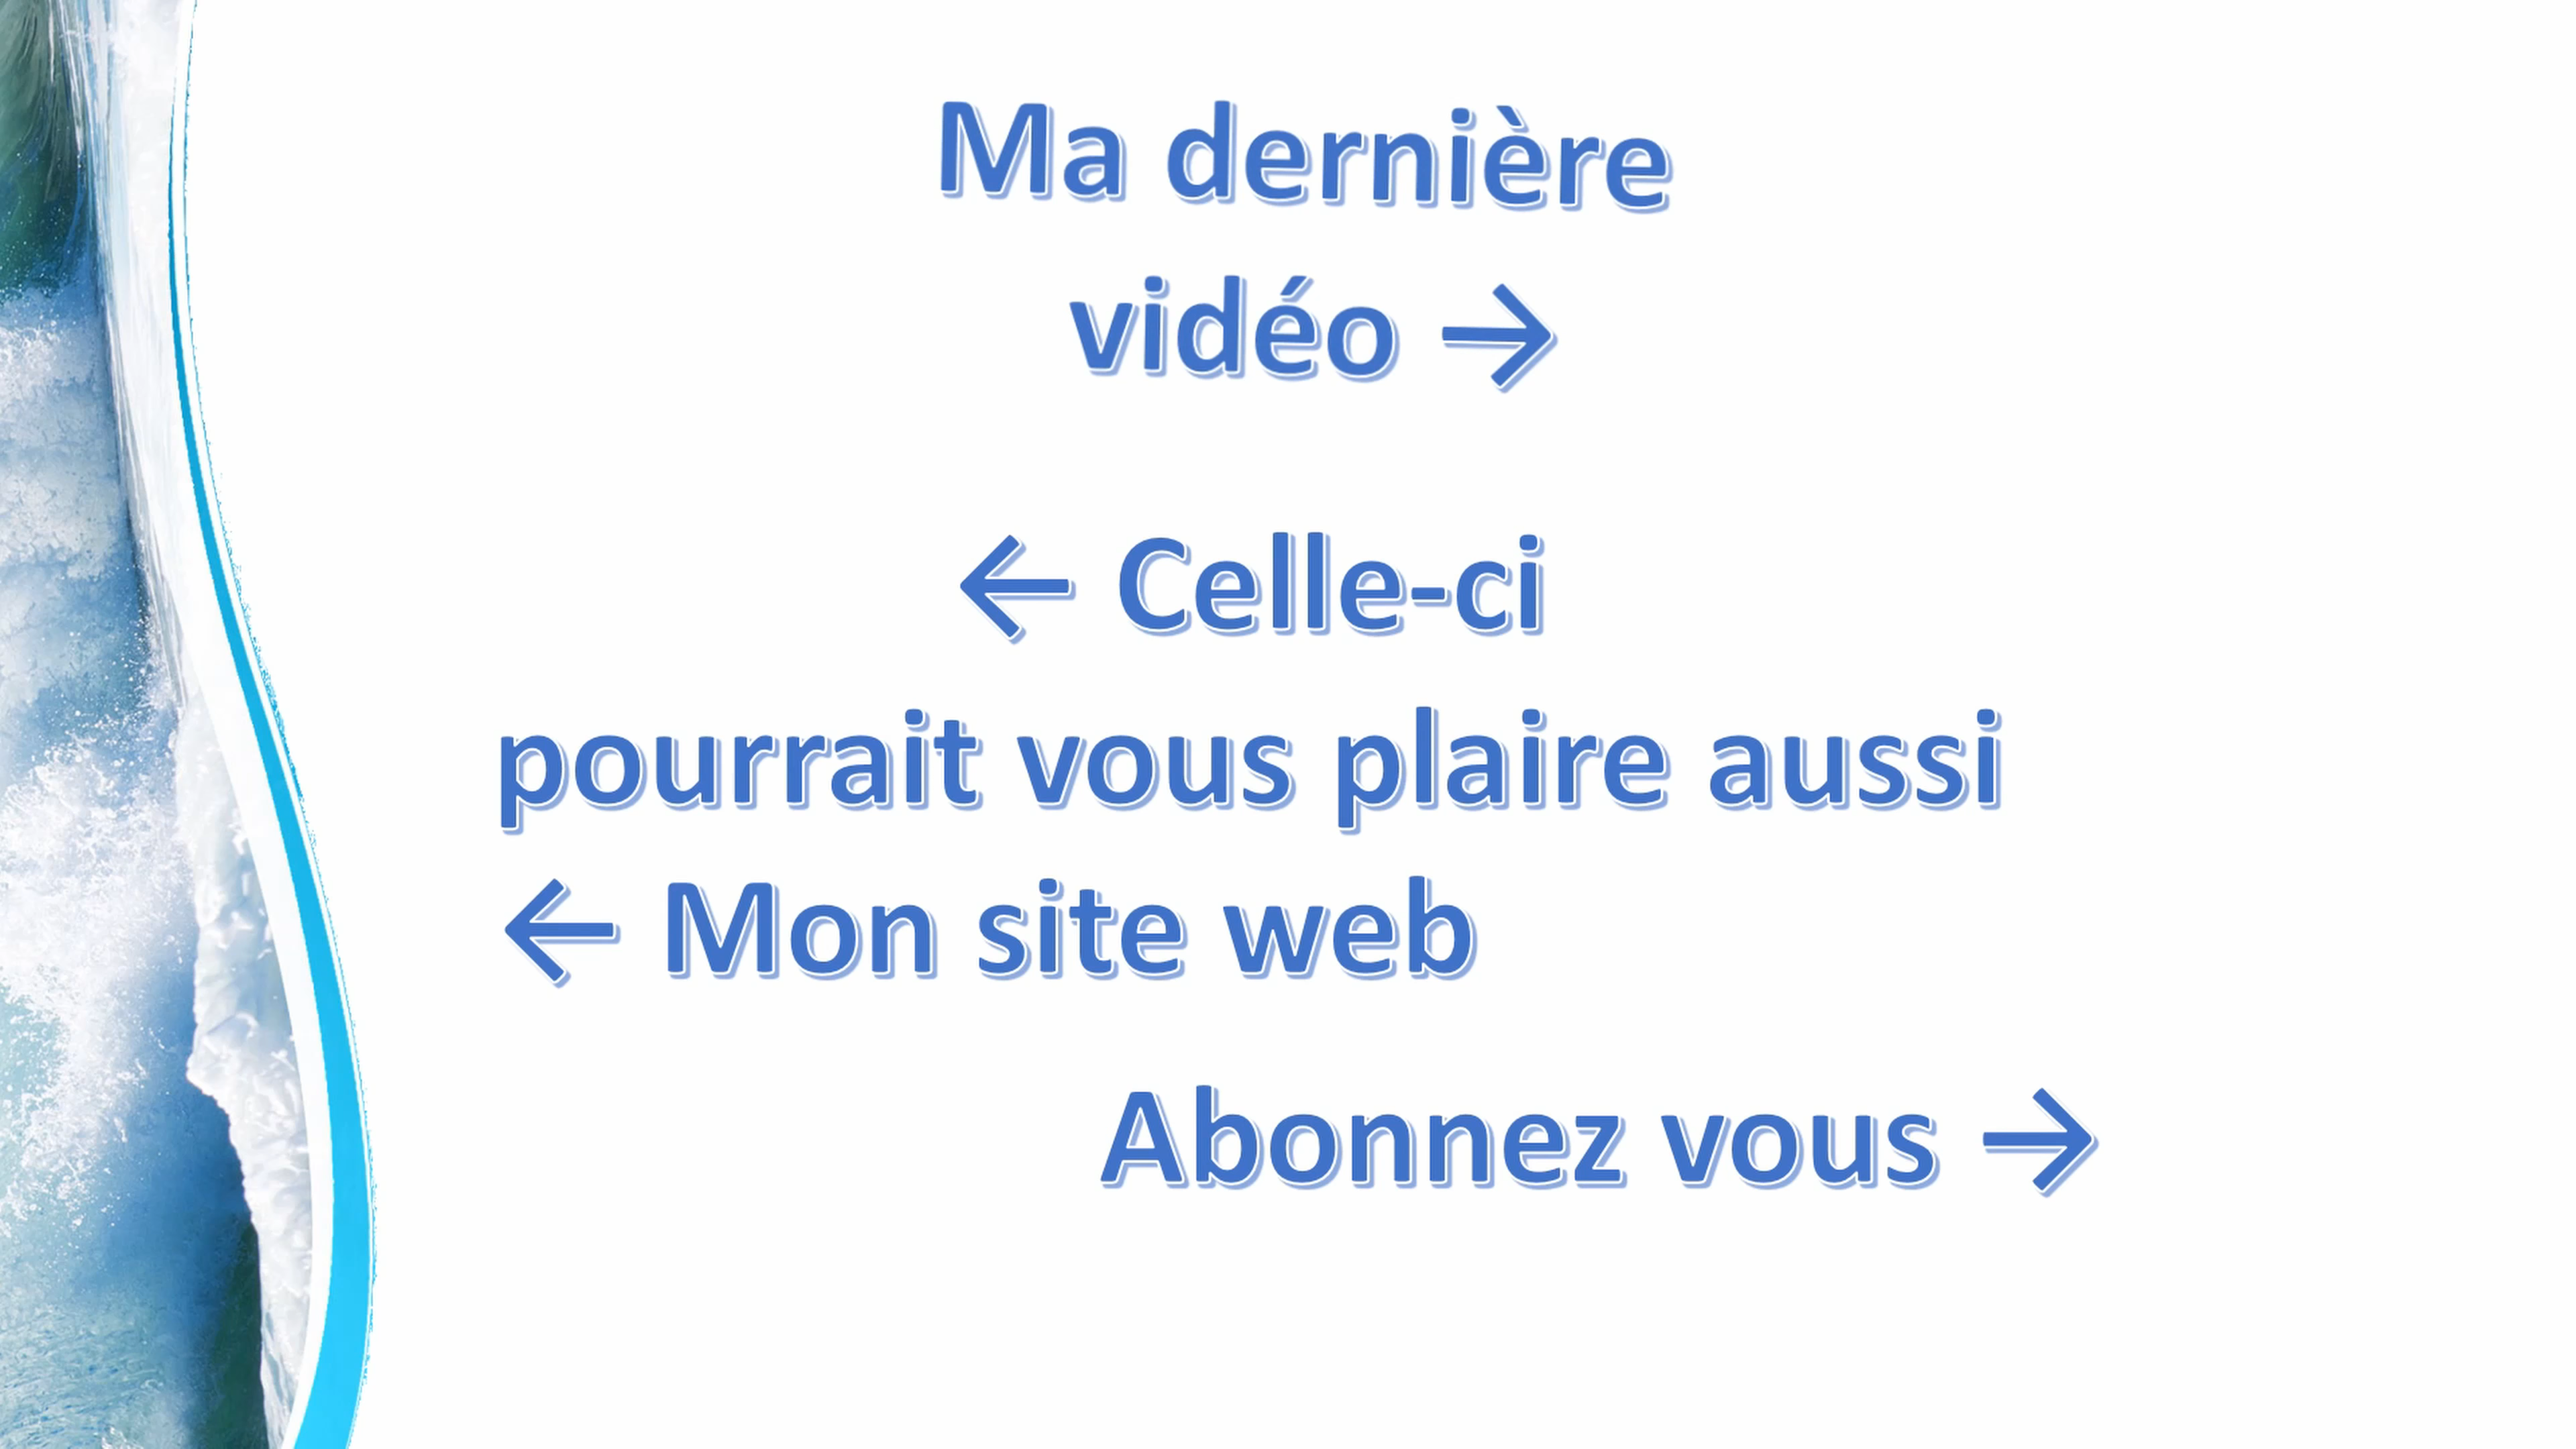 Ma dernière
vidéo →
← Celle-ci
pourrait vous plaire aussi
← Mon site web
Abonnez vous →